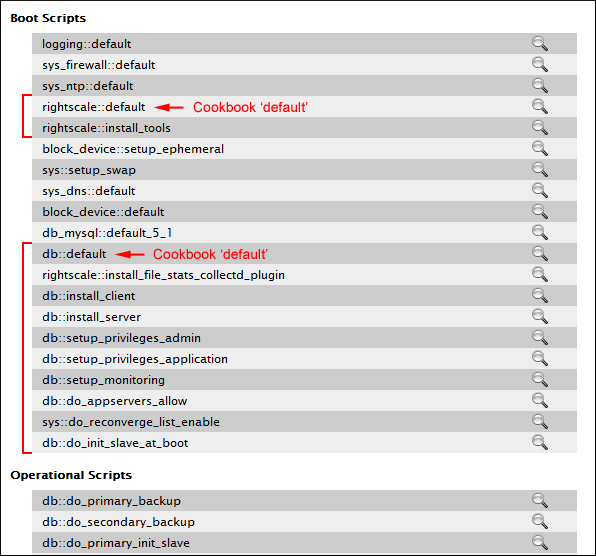 Boot Scripts
logging::default
sys_firewall::default
sys_ntp::default
rightscale::default Cookbook ‘default’
rightscale::install_tools
block_device::setup_ephemeral
sys::setup_swap
sys_dns::default
block_device::default
db_mysql::default_5_1
db::default Cookbook ‘default’
rightscale::install_file_stats_collectd_plugin
db::install_client
db::install_server
db::setup_privileges_admin
db::setup_privileges_application
db::setup_monitoring
db::do_appservers_allow
sys::do_reconverge_list_enable
db::do_init_slave_at_boot
Operational Scripts
db::do_primary_backup
db::do_secondary_backup
db::do_primary_init_slave